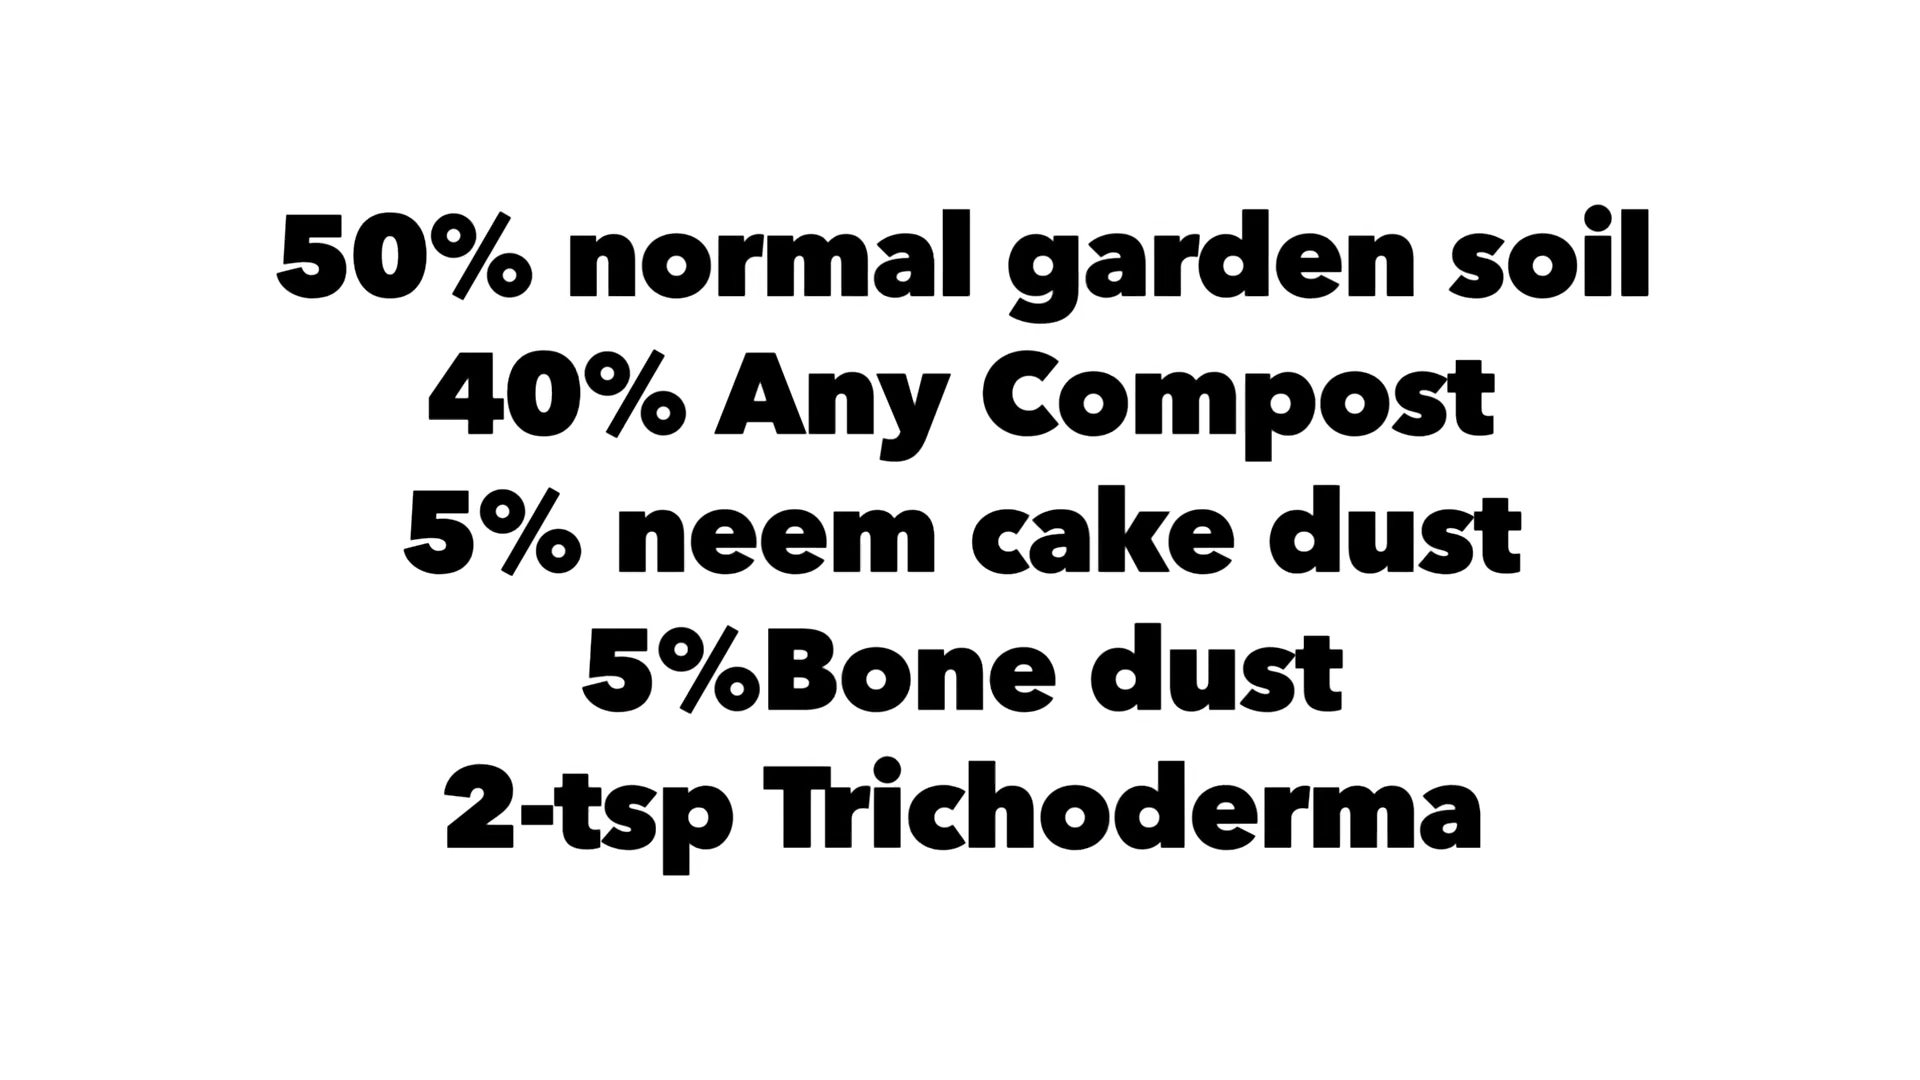 50% normal garden soil
40% Any Compost
5% neem cake dust
5%Bone dust
2-tsp Trichoderma